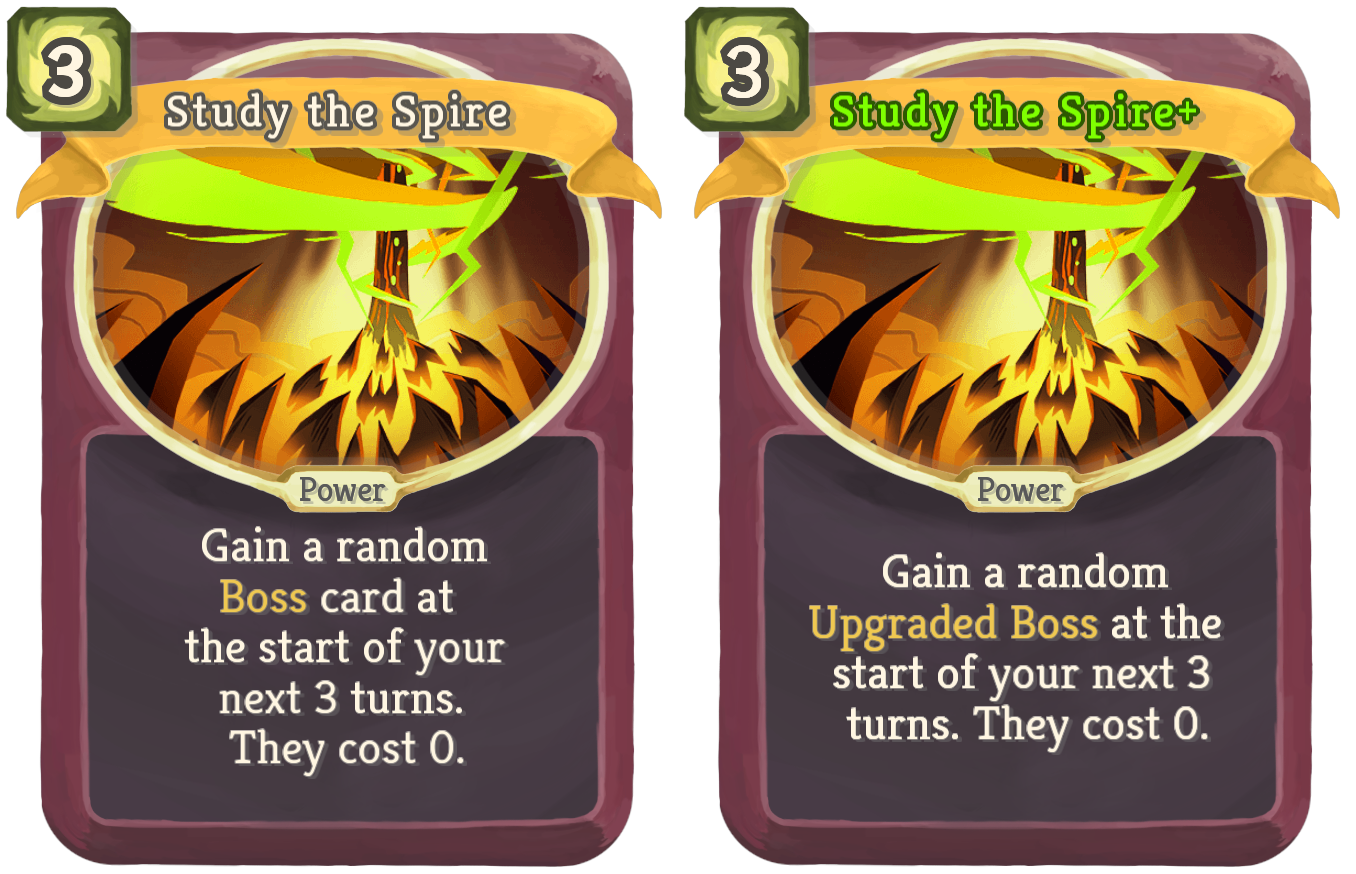 3
Study the Spire
Power
Gain a random
Boss card at
the start of your
next 3 turns.
They cost 0.
3
Study the Spire+
Power
Gain a random
Upgraded Boss at the
start of your next 3
turns. They cost 0.